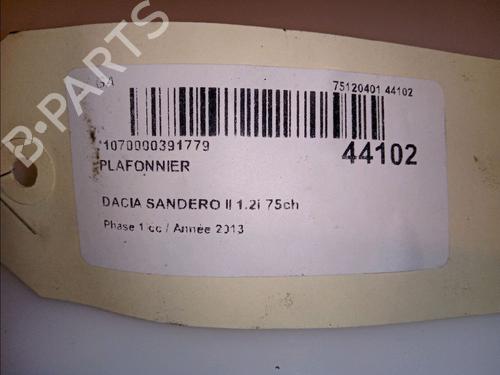 B-PARTS
GA
75120401 44102
*1070000391779
44102
PLAFONNIER
DACIA SANDERO II 1.2i 75ch
Phase 1 cc / Année 2013